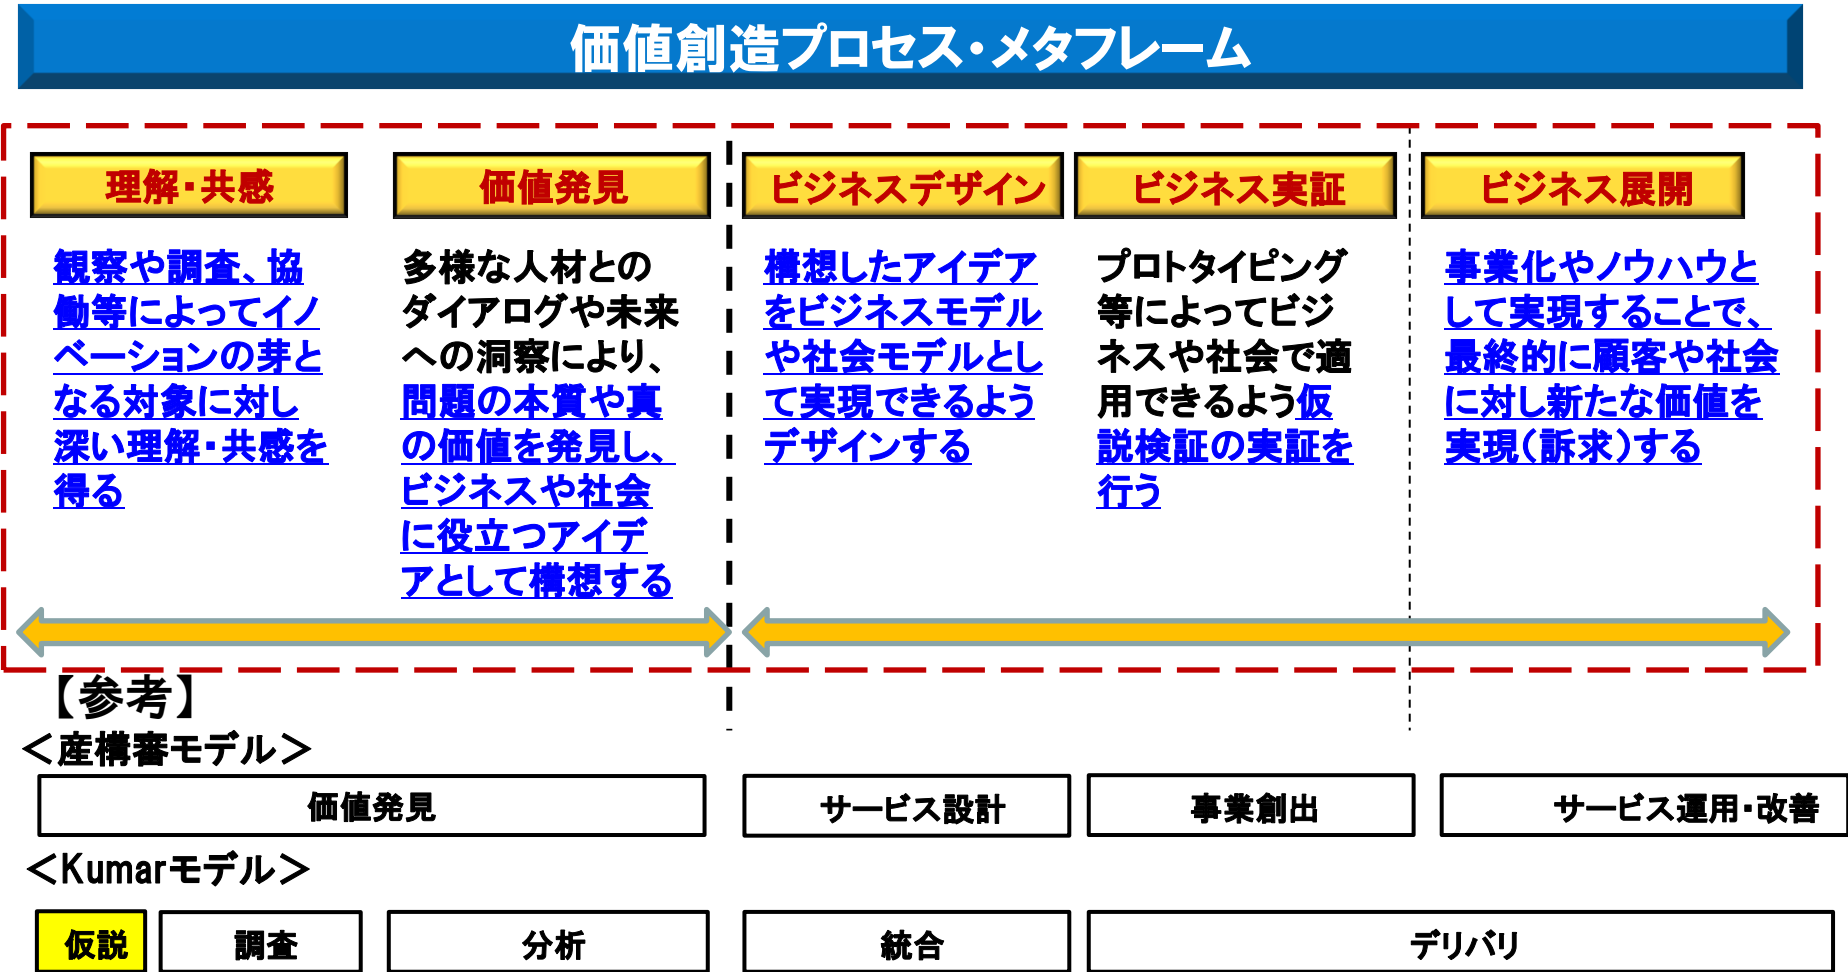 価値創造プロセス・メタフレーム
理解・共感
観察や調査、協
働等によってイノ
ベーションの芽と
なる対象に対し
深い理解・共感を
得る
価値発見
多様な人材との
ダイアログや未来
への洞察により、
問題の本質や真
の価値を発見し、
ビジネスや社会
に役立つアイデ
アとして構想する
ビジネスデザイン
構想したアイデア
をビジネスモデル
や社会モデルとし
て実現できるよう
デザインする
ビジネス実証
プロトタイピング
等によってビジ
ネスや社会で適
用できるよう仮
説検証の実証を
行う
ビジネス展開
事業化やノウハウと
して実現することで、
最終的に顧客や社会
に対し新たな価値を
実現(訴求)する
【参考】
＜産構審モデル＞
価値発見
サービス設計
事業創出
サービス運用・改善
＜Kumarモデル＞
仮説
調査
分析
統合
デリバリ